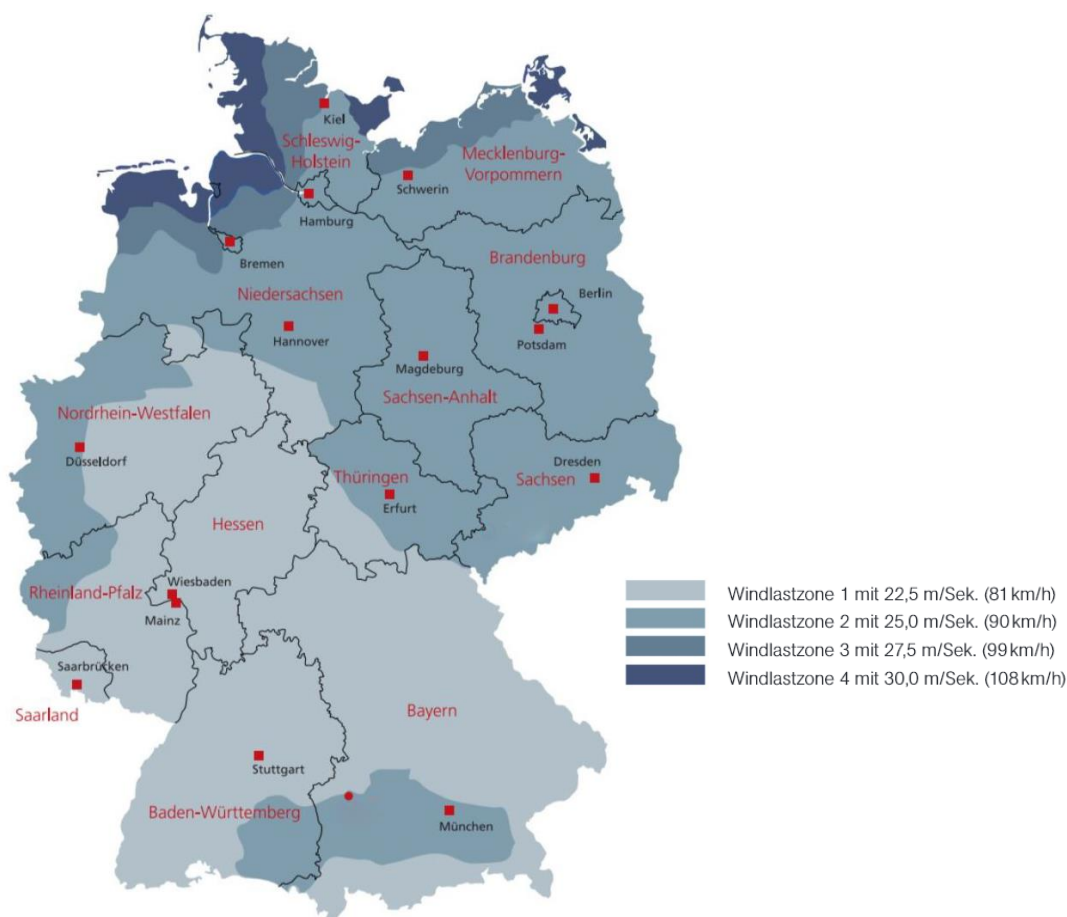 Kiel
Schleswig-
Holstein
Mecklenburg-
Vorpommern
Schwerin
Hamburg
Bremen
Brandenburg
Niedersachsen
Berlin
Hannover
Potsdam
Magdeburg
Sachsen-Anhalt
Nordrhein-Westfalen
Düsseldorf
Dresden
Thüringen
Sachsen
Erfurt
Hessen
Wiesbaden
Rheinland-Pfalz
Mainz
Saarbrücken
Saarland
Bayern
Stuttgart
Baden-Württemberg
München
Windlastzone 1 mit 22,5 m/Sek. (81 km/h)
Windlastzone 2 mit 25,0 m/Sek. (90 km/h)
Windlastzone 3 mit 27,5 m/Sek. (99 km/h)
Windlastzone 4 mit 30,0 m/Sek. (108 km/h)